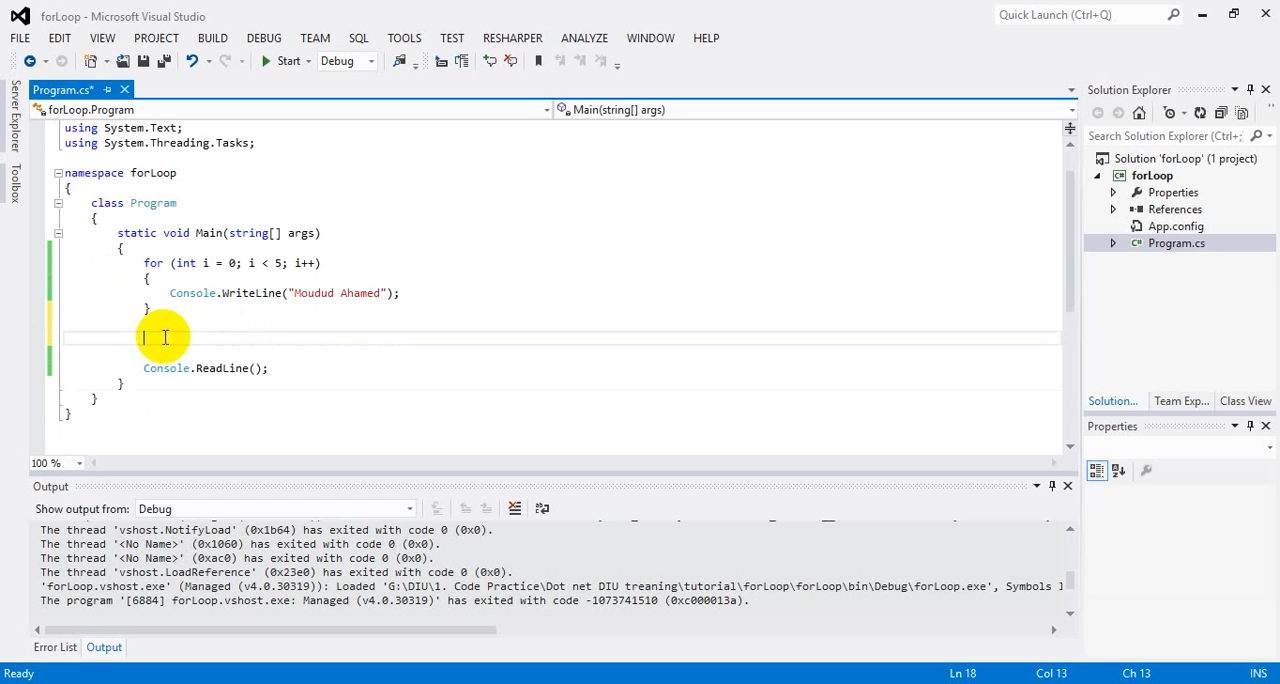 forLoop - Microsoft Visual Studio
Quick Launch (Ctrl+Q)
FILE EDIT VIEW PROJECT BUILD DEBUG TEAM SQL TOOLS TEST RESHARPER ANALYZE WINDOW HELP
Start Debug
Server Explorer
Toolbox
Program.cs*
forLoop.Program
Main(string[] args)
using System.Text;
using System.Threading.Tasks;
namespace forLoop
{
class Program
{
static void Main(string[] args)
{
for (int i = 0; i < 5; i++)
{
Console.WriteLine("Moudud Ahamed");
}
Console.ReadLine();
}
}
}
100 %
Solution Explorer
Search Solution Explorer (Ctrl+;
Solution 'forLoop' (1 project)
forLoop
Properties
References
App.config
Program.cs
Solution... Team Exp... Class View
Properties
Output
Show output from: Debug
The thread 'vshost.NotifyLoad' (0x1b64) has exited with code 0 (0x0).
The thread '<No Name>' (0x1060) has exited with code 0 (0x0).
The thread '<No Name>' (0xac0) has exited with code 0 (0x0).
The thread 'vshost.LoadReference' (0x23e0) has exited with code 0 (0x0).
'forLoop.vshost.exe' (Managed (v4.0.30319)): Loaded 'G:\DIU\1. Code Practice\Dot net DIU treaning\tutorial\forLoop\forLoop\bin\Debug\forLoop.exe', Symbols l
The program '[6884] forLoop.vshost.exe: Managed (v4.0.30319)' has exited with code -1073741510 (0xc000013a).
Error List Output
Ready
Ln 18 Col 13 Ch 13 INS